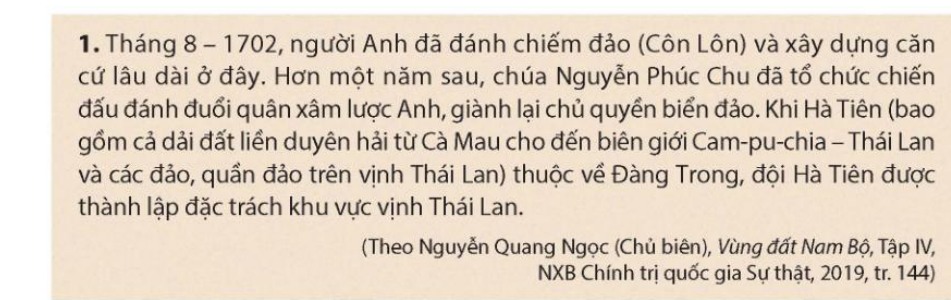 1. Tháng 8 – 1702, người Anh đã đánh chiếm đảo (Côn Lôn) và xây dựng căn
cứ lâu dài ở đây. Hơn một năm sau, chúa Nguyễn Phúc Chu đã tổ chức chiến
đấu đánh đuổi quân xâm lược Anh, giành lại chủ quyền biển đảo. Khi Hà Tiên (bao
gồm cả dải đất liền duyên hải từ Cà Mau cho đến biên giới Cam-pu-chia – Thái Lan
và các đảo, quần đảo trên vịnh Thái Lan) thuộc về Đàng Trong, đội Hà Tiên được
thành lập đặc trách khu vực vịnh Thái Lan.
(Theo Nguyễn Quang Ngọc (Chủ biên), Vùng đất Nam Bộ, Tập IV,
NXB Chính trị quốc gia Sự thật, 2019, tr. 144)